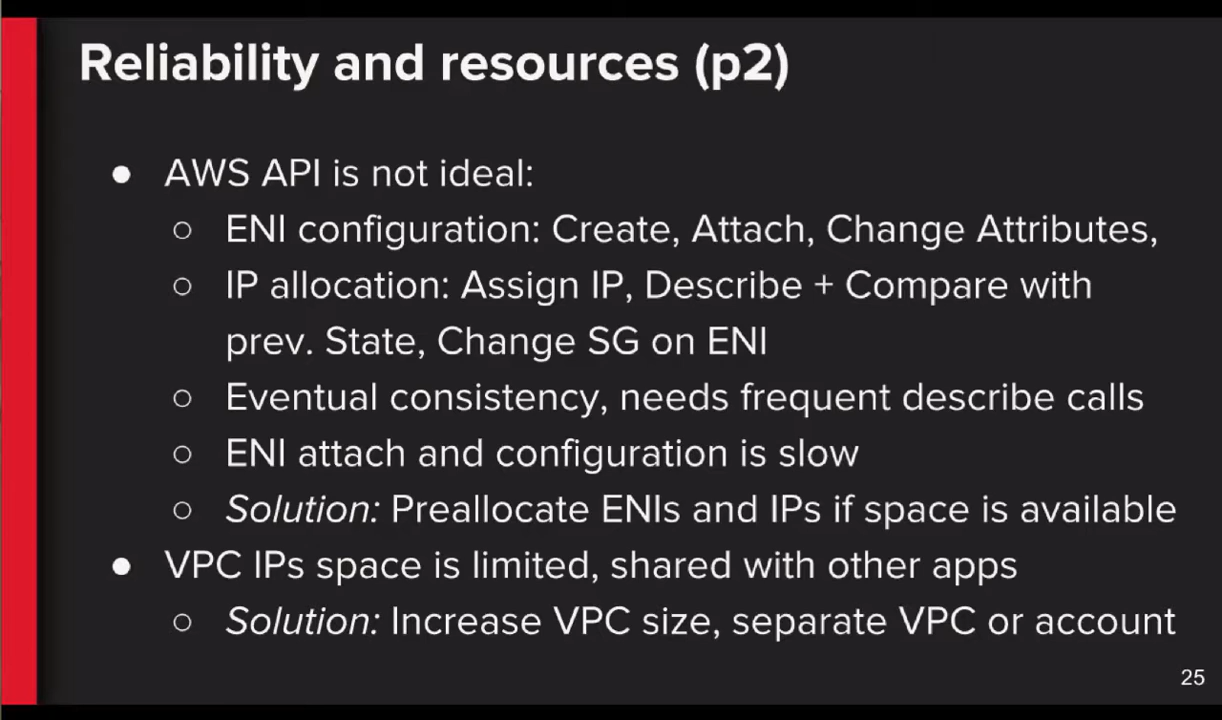 Reliability and resources (p2)
● AWS API is not ideal:
○ ENI configuration: Create, Attach, Change Attributes,
○ IP allocation: Assign IP, Describe + Compare with
prev. State, Change SG on ENI
○ Eventual consistency, needs frequent describe calls
○ ENI attach and configuration is slow
○ Solution: Preallocate ENIs and IPs if space is available
● VPC IPs space is limited, shared with other apps
○ Solution: Increase VPC size, separate VPC or account
25